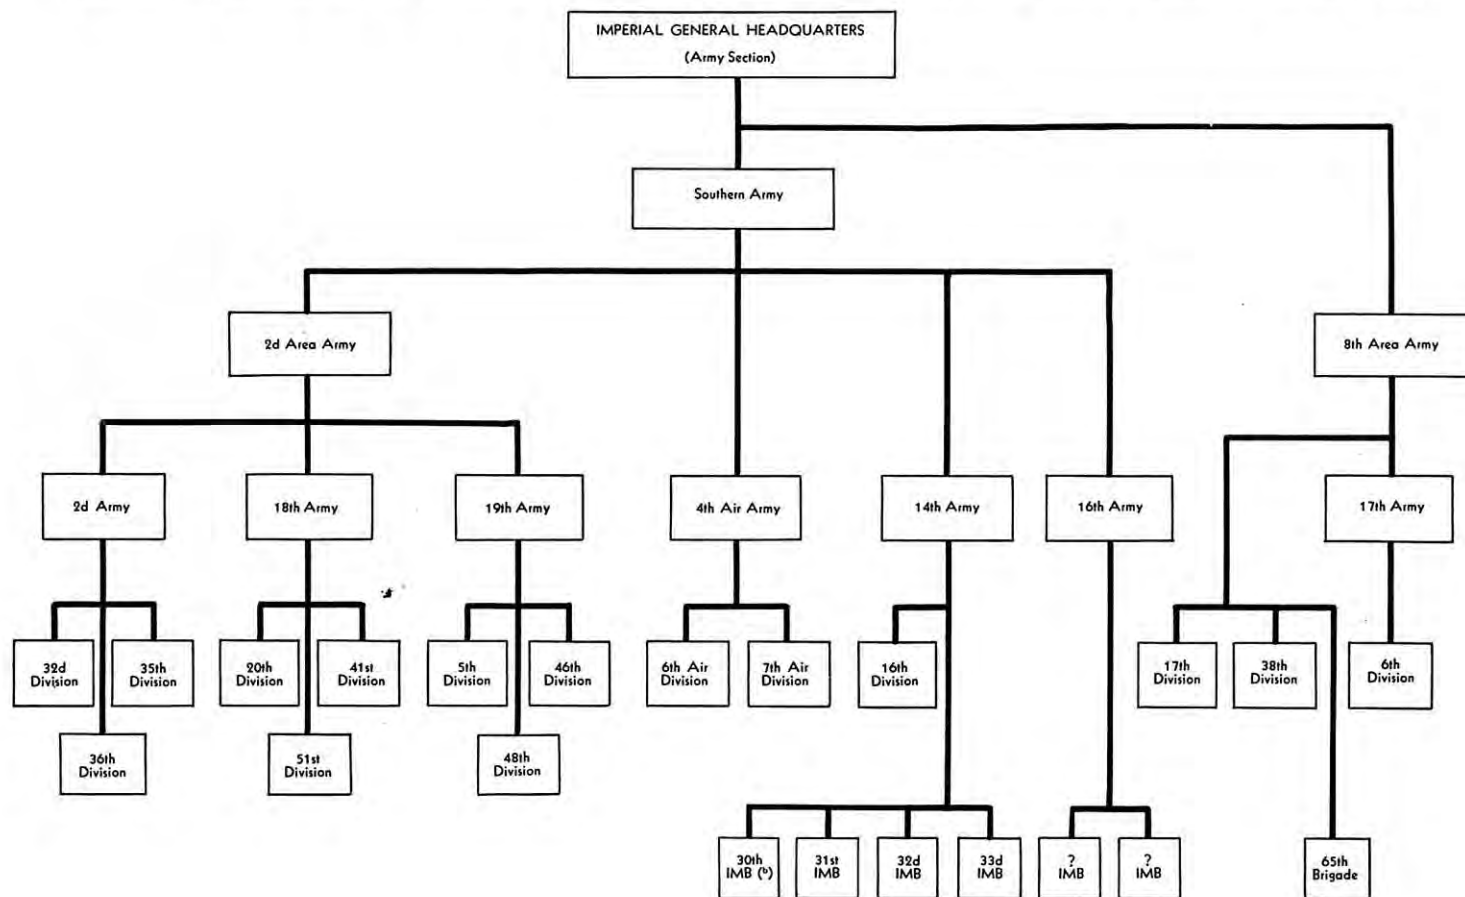 IMPERIAL GENERAL HEADQUARTERS
(Army Section)
Southern Army
2d Area Army
8th Area Army
2d Army
18th Army
19th Army
4th Air Army
14th Army
16th Army
17th Army
32d
Division
35th
Division
20th
Division
41st
Division
5th
Division
46th
Division
6th Air
Division
7th Air
Division
16th
Division
17th
Division
38th
Division
6th
Division
36th
Division
51st
Division
48th
Division
30th
IMB (b)
31st
IMB
32d
IMB
33d
IMB
?
IMB
?
IMB
65th
Brigade